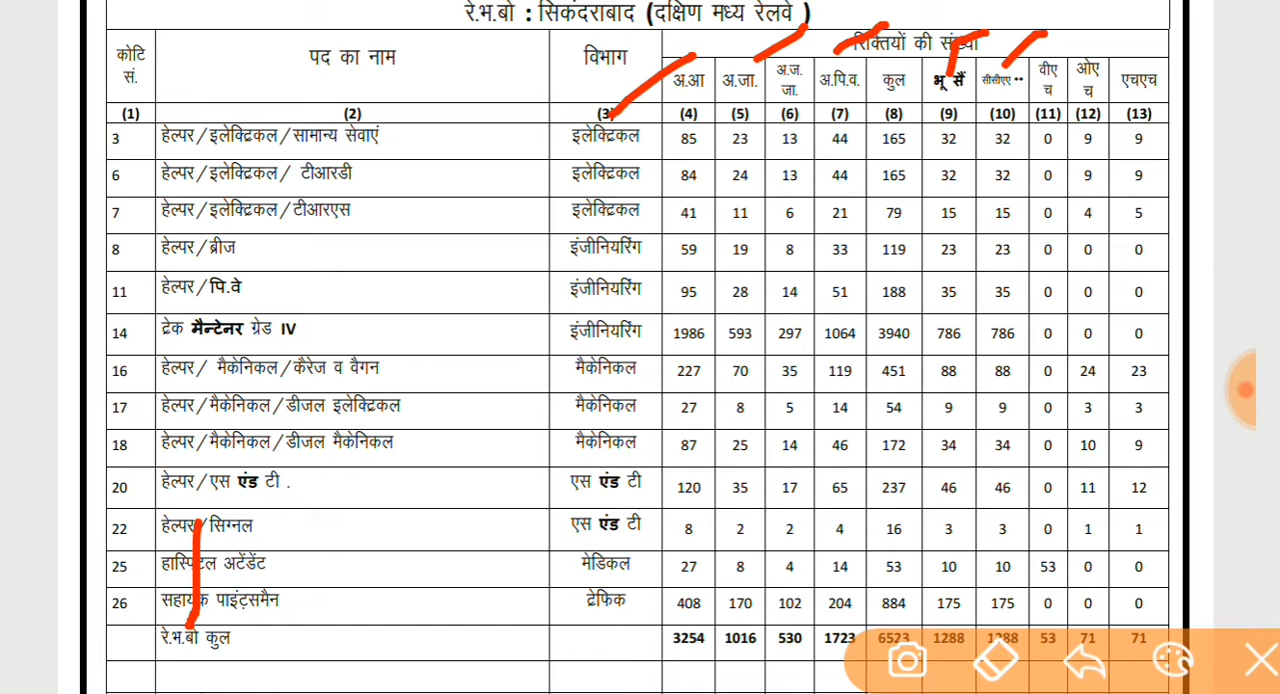 रे.भ.बो : सिकंदराबाद (दक्षिण मध्य रेलवे )
कोटि सं. पद का नाम विभाग रिक्तियों की संख्या
अ.आ अ.जा. अ.ज.जा. अ.पि.व. कुल भू सैं सीसीएए ** वीएच ओएच एचएच
(1) (2) (3) (4) (5) (6) (7) (8) (9) (10) (11) (12) (13)
3 हेल्पर/इलेक्ट्रिकल/सामान्य सेवाएं इलेक्ट्रिकल 85 23 13 44 165 32 32 0 9 9
6 हेल्पर/इलेक्ट्रिकल/ टीआरडी इलेक्ट्रिकल 84 24 13 44 165 32 32 0 9 9
7 हेल्पर/इलेक्ट्रिकल/टीआरएस इलेक्ट्रिकल 41 11 6 21 79 15 15 0 4 5
8 हेल्पर/ब्रीज इंजीनियरिंग 59 19 8 33 119 23 23 0 0 0
11 हेल्पर/पि.वे इंजीनियरिंग 95 28 14 51 188 35 35 0 0 0
14 ट्रेक मैन्टेनर ग्रेड IV इंजीनियरिंग 1986 593 297 1064 3940 786 786 0 0 0
16 हेल्पर/ मैकेनिकल/कैरेज व वैगन मैकेनिकल 227 70 35 119 451 88 88 0 24 23
17 हेल्पर/मैकेनिकल/डीजल इलेक्ट्रिकल मैकेनिकल 27 8 5 14 54 9 9 0 3 3
18 हेल्पर/मैकेनिकल/डीजल मैकेनिकल मैकेनिकल 87 25 14 46 172 34 34 0 10 9
20 हेल्पर/एस एंड टी . एस एंड टी 120 35 17 65 237 46 46 0 11 12
22 हेल्पर/सिग्नल एस एंड टी 8 2 2 4 16 3 3 0 1 1
25 हास्पिटल अटेंडेंट मेडिकल 27 8 4 14 53 10 10 53 0 0
26 सहायक पाइंट्समैन ट्रेफिक 408 170 102 204 884 175 175 0 0 0
रे.भ.बो कुल 3254 1016 530 1723 6523 1288 1288 53 71 71